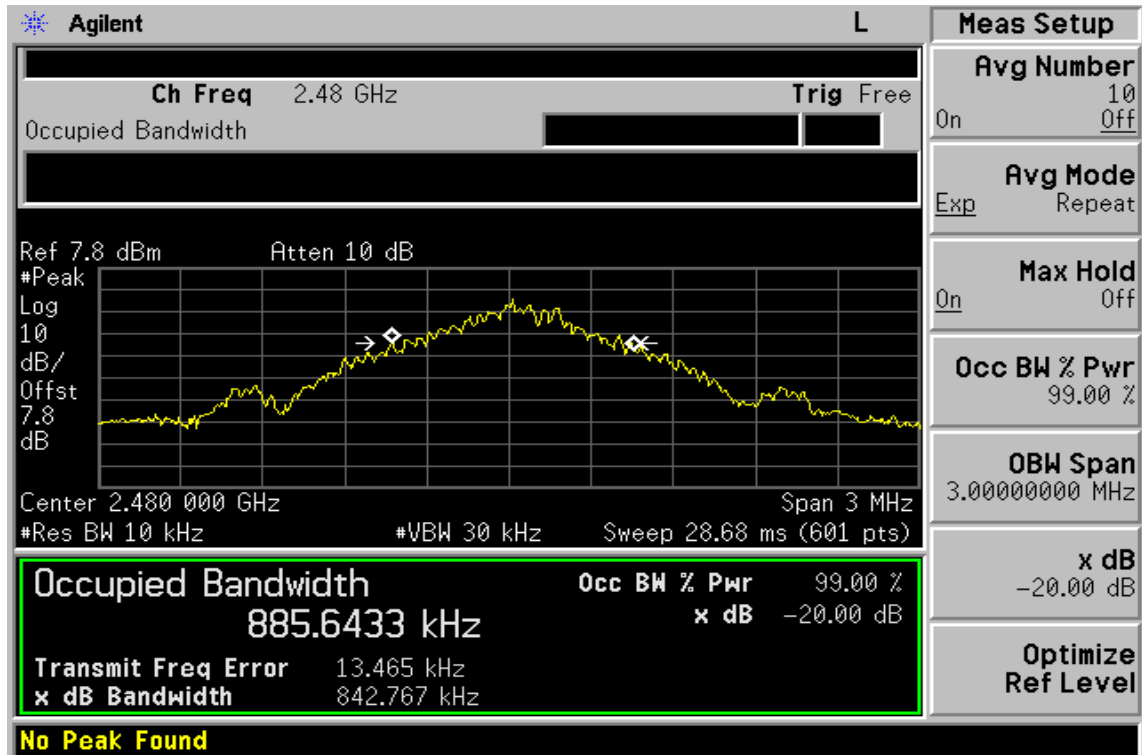 Agilent L Meas Setup
Ch Freq 2.48 GHz Trig Free
Occupied Bandwidth
Ref 7.8 dBm Atten 10 dB
#Peak
Log
10
dB/
Offst
7.8
dB
Center 2.480 000 GHz Span 3 MHz
#Res BW 10 kHz #VBW 30 kHz Sweep 28.68 ms (601 pts)
Occupied Bandwidth Occ BW % Pwr 99.00 %
885.6433 kHz x dB -20.00 dB
Transmit Freq Error 13.465 kHz
x dB Bandwidth 842.767 kHz
No Peak Found
Avg Number
10
On Off
Avg Mode
Exp Repeat
Max Hold
On Off
Occ BW % Pwr
99.00 %
OBW Span
3.00000000 MHz
x dB
-20.00 dB
Optimize
Ref Level